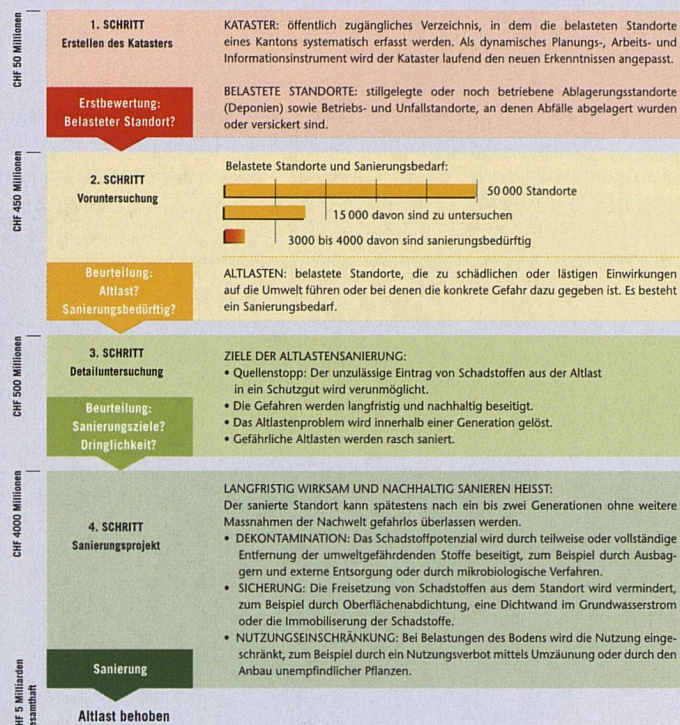 CHF 50 Millionen
1. SCHRITT
Erstellen des Katasters
Erstbewertung:
Belasteter Standort?
KATASTER: öffentlich zugängliches Verzeichnis, in dem die belasteten Standorte
eines Kantons systematisch erfasst werden. Als dynamisches Planungs-, Arbeits- und
Informationsinstrument wird der Kataster laufend den neuen Erkenntnissen angepasst.
BELASTETE STANDORTE: stillgelegte oder noch betriebene Ablagerungsstandorte
(Deponien) sowie Betriebs- und Unfallstandorte, an denen Abfälle abgelagert wurden
oder versickert sind.
CHF 450 Millionen
2. SCHRITT
Voruntersuchung
Beurteilung:
Altlast?
Sanierungsbedürftig?
Belastete Standorte und Sanierungsbedarf:
50 000 Standorte
15 000 davon sind zu untersuchen
3000 bis 4000 davon sind sanierungsbedürftig
ALTLASTEN: belastete Standorte, die zu schädlichen oder lästigen Einwirkungen
auf die Umwelt führen oder bei denen die konkrete Gefahr dazu gegeben ist. Es besteht
ein Sanierungsbedarf.
CHF 500 Millionen
3. SCHRITT
Detailuntersuchung
Beurteilung:
Sanierungsziele?
Dringlichkeit?
ZIELE DER ALTLASTENSANIERUNG:
• Quellenstopp: Der unzulässige Eintrag von Schadstoffen aus der Altlast
in ein Schutzgut wird verunmöglicht.
• Die Gefahren werden langfristig und nachhaltig beseitigt.
• Das Altlastenproblem wird innerhalb einer Generation gelöst.
• Gefährliche Altlasten werden rasch saniert.
CHF 4000 Millionen
4. SCHRITT
Sanierungsprojekt
Sanierung
LANGFRISTIG WIRKSAM UND NACHHALTIG SANIEREN HEISST:
Der sanierte Standort kann spätestens nach ein bis zwei Generationen ohne weitere
Massnahmen der Nachwelt gefahrlos überlassen werden.
• DEKONTAMINATION: Das Schadstoffpotenzial wird durch teilweise oder vollständige
Entfernung der umweltgefährdenden Stoffe beseitigt, zum Beispiel durch Ausbag-
gern und externe Entsorgung oder durch mikrobiologische Verfahren.
• SICHERUNG: Die Freisetzung von Schadstoffen aus dem Standort wird vermindert,
zum Beispiel durch Oberflächenabdichtung, eine Dichtwand im Grundwasserstrom
oder die Immobilisierung der Schadstoffe.
• NUTZUNGSEINSCHRÄNKUNG: Bei Belastungen des Bodens wird die Nutzung einge-
schränkt, zum Beispiel durch ein Nutzungsverbot mittels Umzäunung oder durch den
Anbau unempfindlicher Pflanzen.
5 Milliarden
Altlast behoben